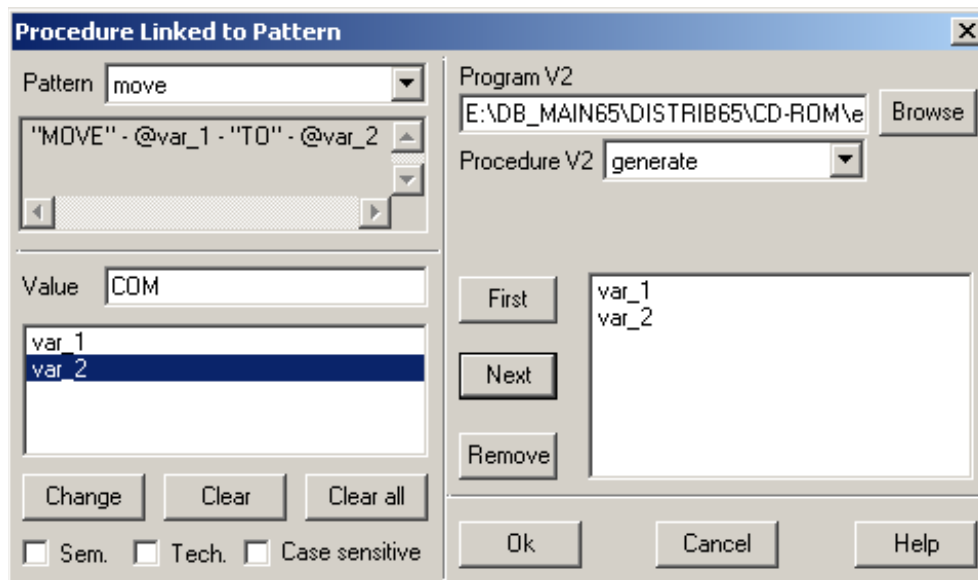 Procedure Linked to Pattern
Pattern move
"MOVE" - @var_1 - "TO" - @var_2
Value COM
var_1
var_2
Change Clear Clear all
Sem. Tech. Case sensitive
Program V2
E:\DB_MAIN65\DISTRIB65\CD-ROM\e Browse
Procedure V2 generate
First
Next
Remove
var_1
var_2
Ok Cancel Help